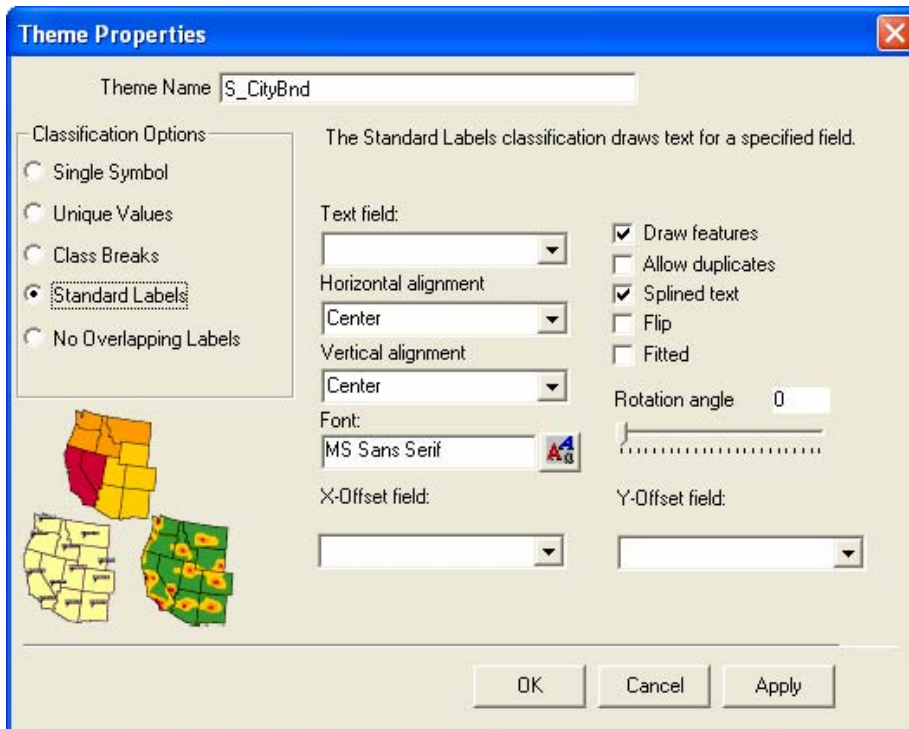 Theme Properties
Theme Name S_CityBnd
Classification Options
Single Symbol
Unique Values
Class Breaks
Standard Labels
No Overlapping Labels
The Standard Labels classification draws text for a specified field.
Text field:
Horizontal alignment
Center
Vertical alignment
Center
Font:
MS Sans Serif
X-Offset field:
Draw features
Allow duplicates
Splined text
Flip
Fitted
Rotation angle 0
Y-Offset field:
OK Cancel Apply